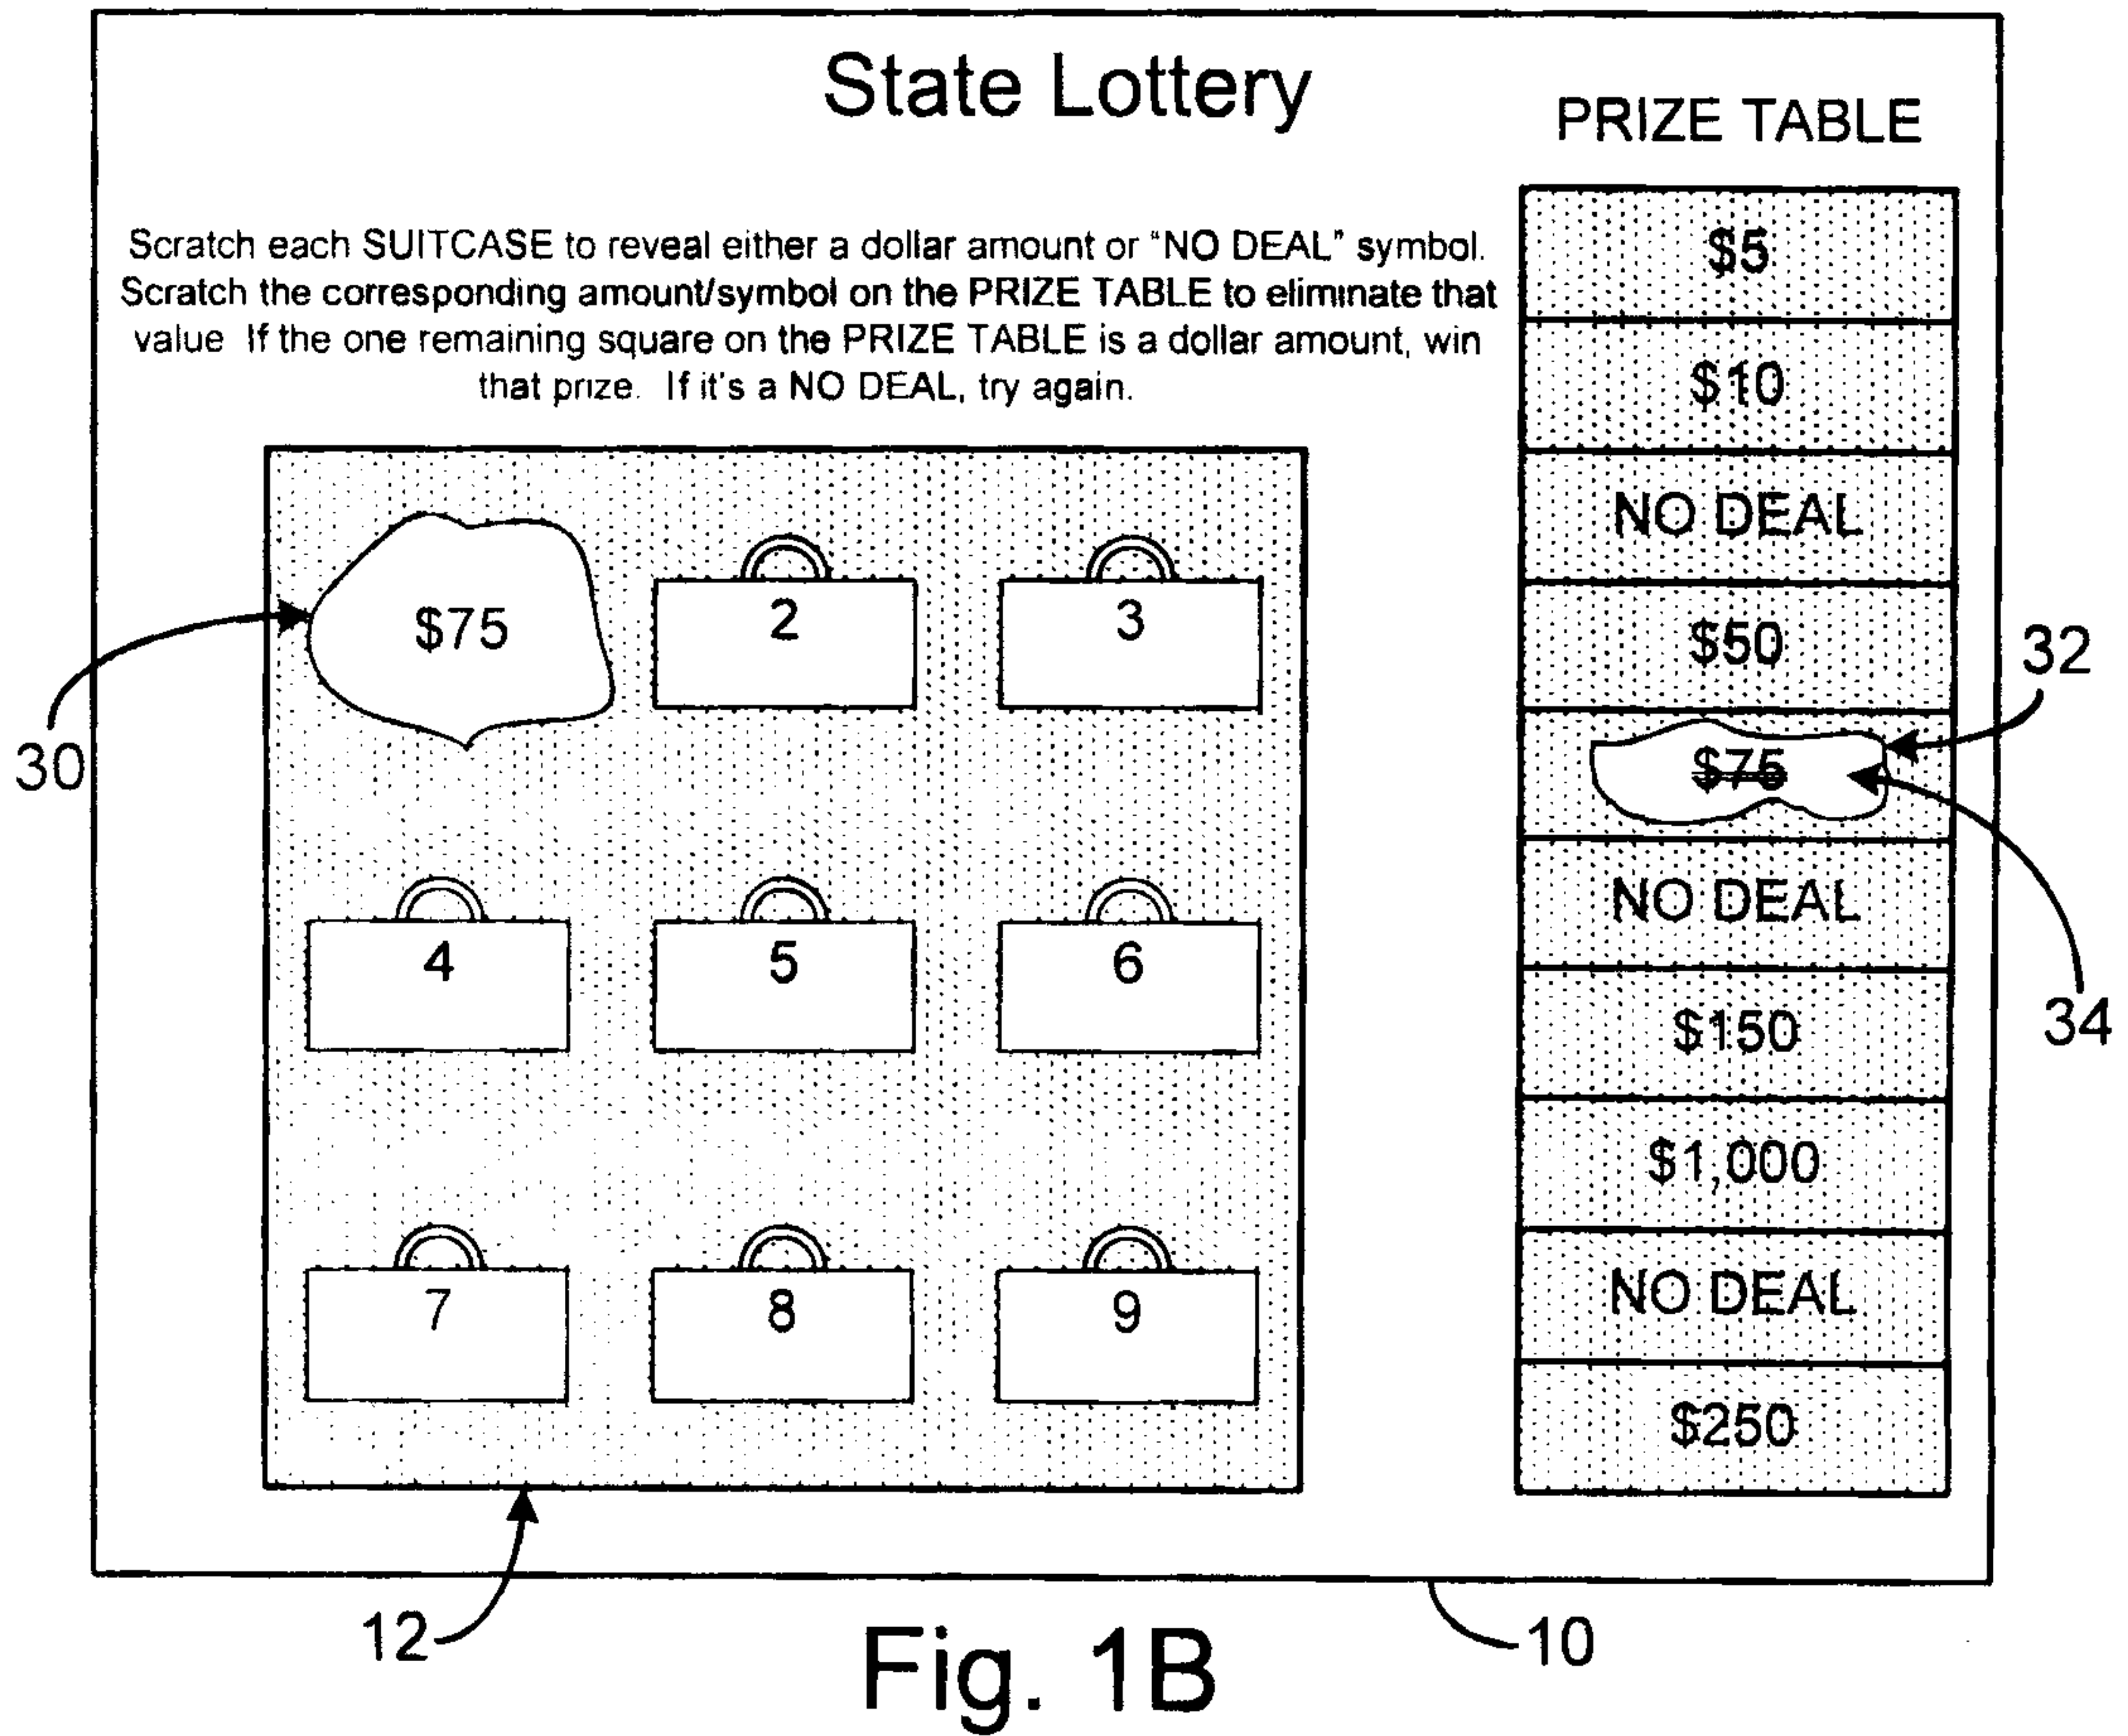 State Lottery
PRIZE TABLE
Scratch each SUITCASE to reveal either a dollar amount or "NO DEAL" symbol.
Scratch the corresponding amount/symbol on the PRIZE TABLE to eliminate that
value If the one remaining square on the PRIZE TABLE is a dollar amount, win
that prize. If it's a NO DEAL, try again.
$5
$10
NO DEAL
$50
$75
NO DEAL
$150
$1,000
NO DEAL
$250
$75
2
3
4
5
6
7
8
9
30
32
34
12
10
Fig. 1B